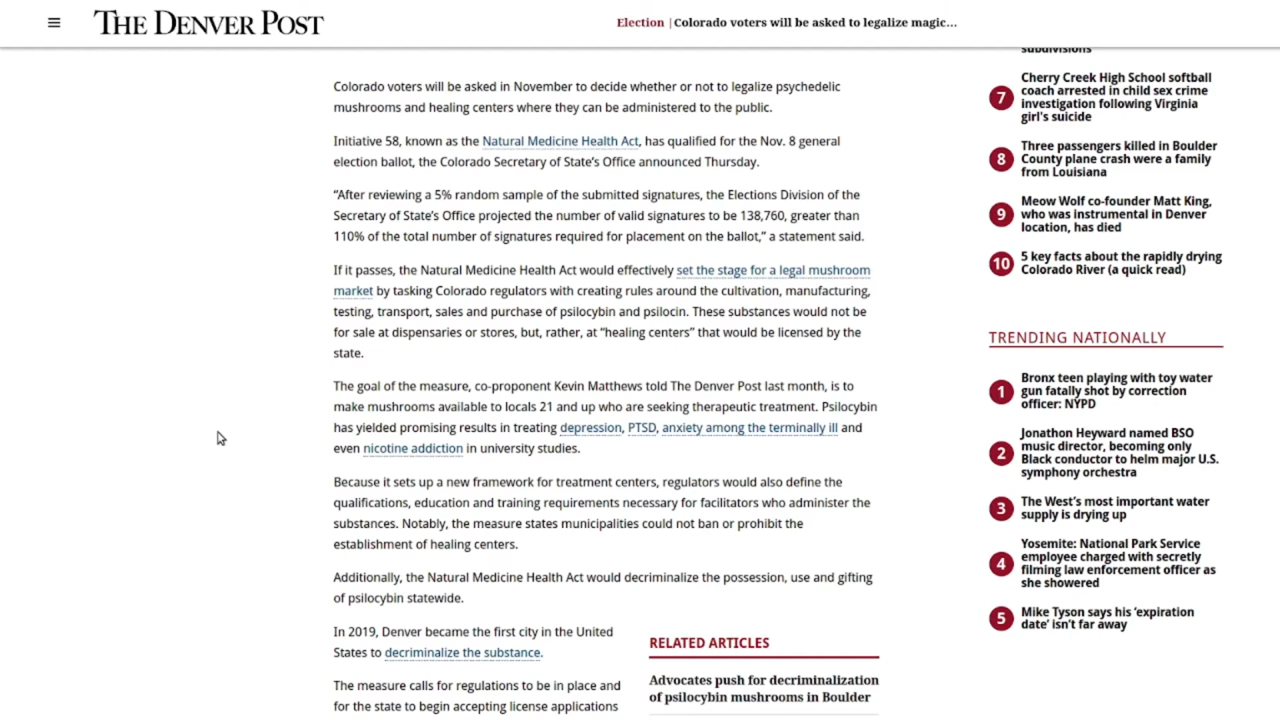 THE DENVER POST
Election | Colorado voters will be asked to legalize magic...
Colorado voters will be asked in November to decide whether or not to legalize psychedelic
mushrooms and healing centers where they can be administered to the public.
Initiative 58, known as the Natural Medicine Health Act, has qualified for the Nov. 8 general
election ballot, the Colorado Secretary of State’s Office announced Thursday.
“After reviewing a 5% random sample of the submitted signatures, the Elections Division of the
Secretary of State’s Office projected the number of valid signatures to be 138,760, greater than
110% of the total number of signatures required for placement on the ballot,” a statement said.
If it passes, the Natural Medicine Health Act would effectively set the stage for a legal mushroom
market by tasking Colorado regulators with creating rules around the cultivation, manufacturing,
testing, transport, sales and purchase of psilocybin and psilocin. These substances would not be
for sale at dispensaries or stores, but, rather, at “healing centers” that would be licensed by the
state.
The goal of the measure, co-proponent Kevin Matthews told The Denver Post last month, is to
make mushrooms available to locals 21 and up who are seeking therapeutic treatment. Psilocybin
has yielded promising results in treating depression, PTSD, anxiety among the terminally ill and
even nicotine addiction in university studies.
Because it sets up a new framework for treatment centers, regulators would also define the
qualifications, education and training requirements necessary for facilitators who administer the
substances. Notably, the measure states municipalities could not ban or prohibit the
establishment of healing centers.
Additionally, the Natural Medicine Health Act would decriminalize the possession, use and gifting
of psilocybin statewide.
In 2019, Denver became the first city in the United
States to decriminalize the substance.
The measure calls for regulations to be in place and
for the state to begin accepting license applications
RELATED ARTICLES
Advocates push for decriminalization
of psilocybin mushrooms in Boulder
subdivisions
7
Cherry Creek High School softball
coach arrested in child sex crime
investigation following Virginia
girl's suicide
8
Three passengers killed in Boulder
County plane crash were a family
from Louisiana
9
Meow Wolf co-founder Matt King,
who was instrumental in Denver
location, has died
10
5 key facts about the rapidly drying
Colorado River (a quick read)
TRENDING NATIONALLY
1
Bronx teen playing with toy water
gun fatally shot by correction
officer: NYPD
2
Jonathon Heyward named BSO
music director, becoming only
Black conductor to helm major U.S.
symphony orchestra
3
The West’s most important water
supply is drying up
4
Yosemite: National Park Service
employee charged with secretly
filming law enforcement officer as
she showered
5
Mike Tyson says his ‘expiration
date’ isn’t far away